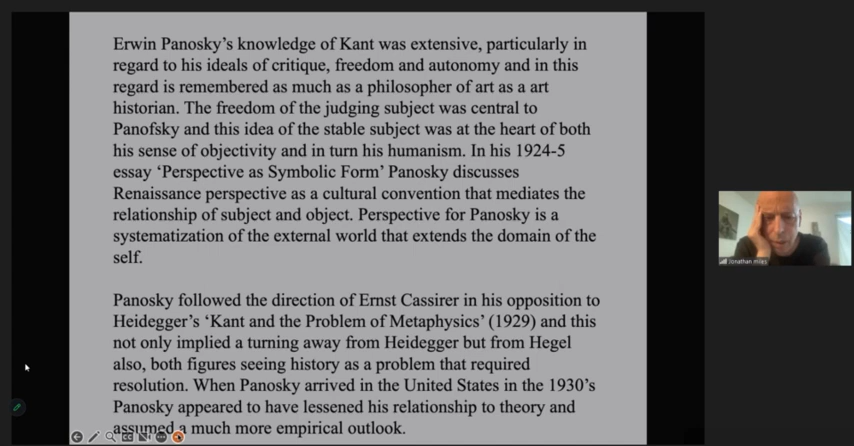 Erwin Panosky's knowledge of Kant was extensive, particularly in
regard to his ideals of critique, freedom and autonomy and in this
regard is remembered as much as a philosopher of art as a art
historian. The freedom of the judging subject was central to
Panofsky and this idea of the stable subject was at the heart of both
his sense of objectivity and in turn his humanism. In his 1924-5
essay 'Perspective as Symbolic Form' Panosky discusses
Renaissance perspective as a cultural convention that mediates the
relationship of subject and object. Perspective for Panosky is a
systematization of the external world that extends the domain of the
self.
Panosky followed the direction of Ernst Cassirer in his opposition to
Heidegger's 'Kant and the Problem of Metaphysics' (1929) and this
not only implied a turning away from Heidegger but from Hegel
also, both figures seeing history as a problem that required
resolution. When Panosky arrived in the United States in the 1930's
Panosky appeared to have lessened his relationship to theory and
assumed a much more empirical outlook.
Jonathan miles